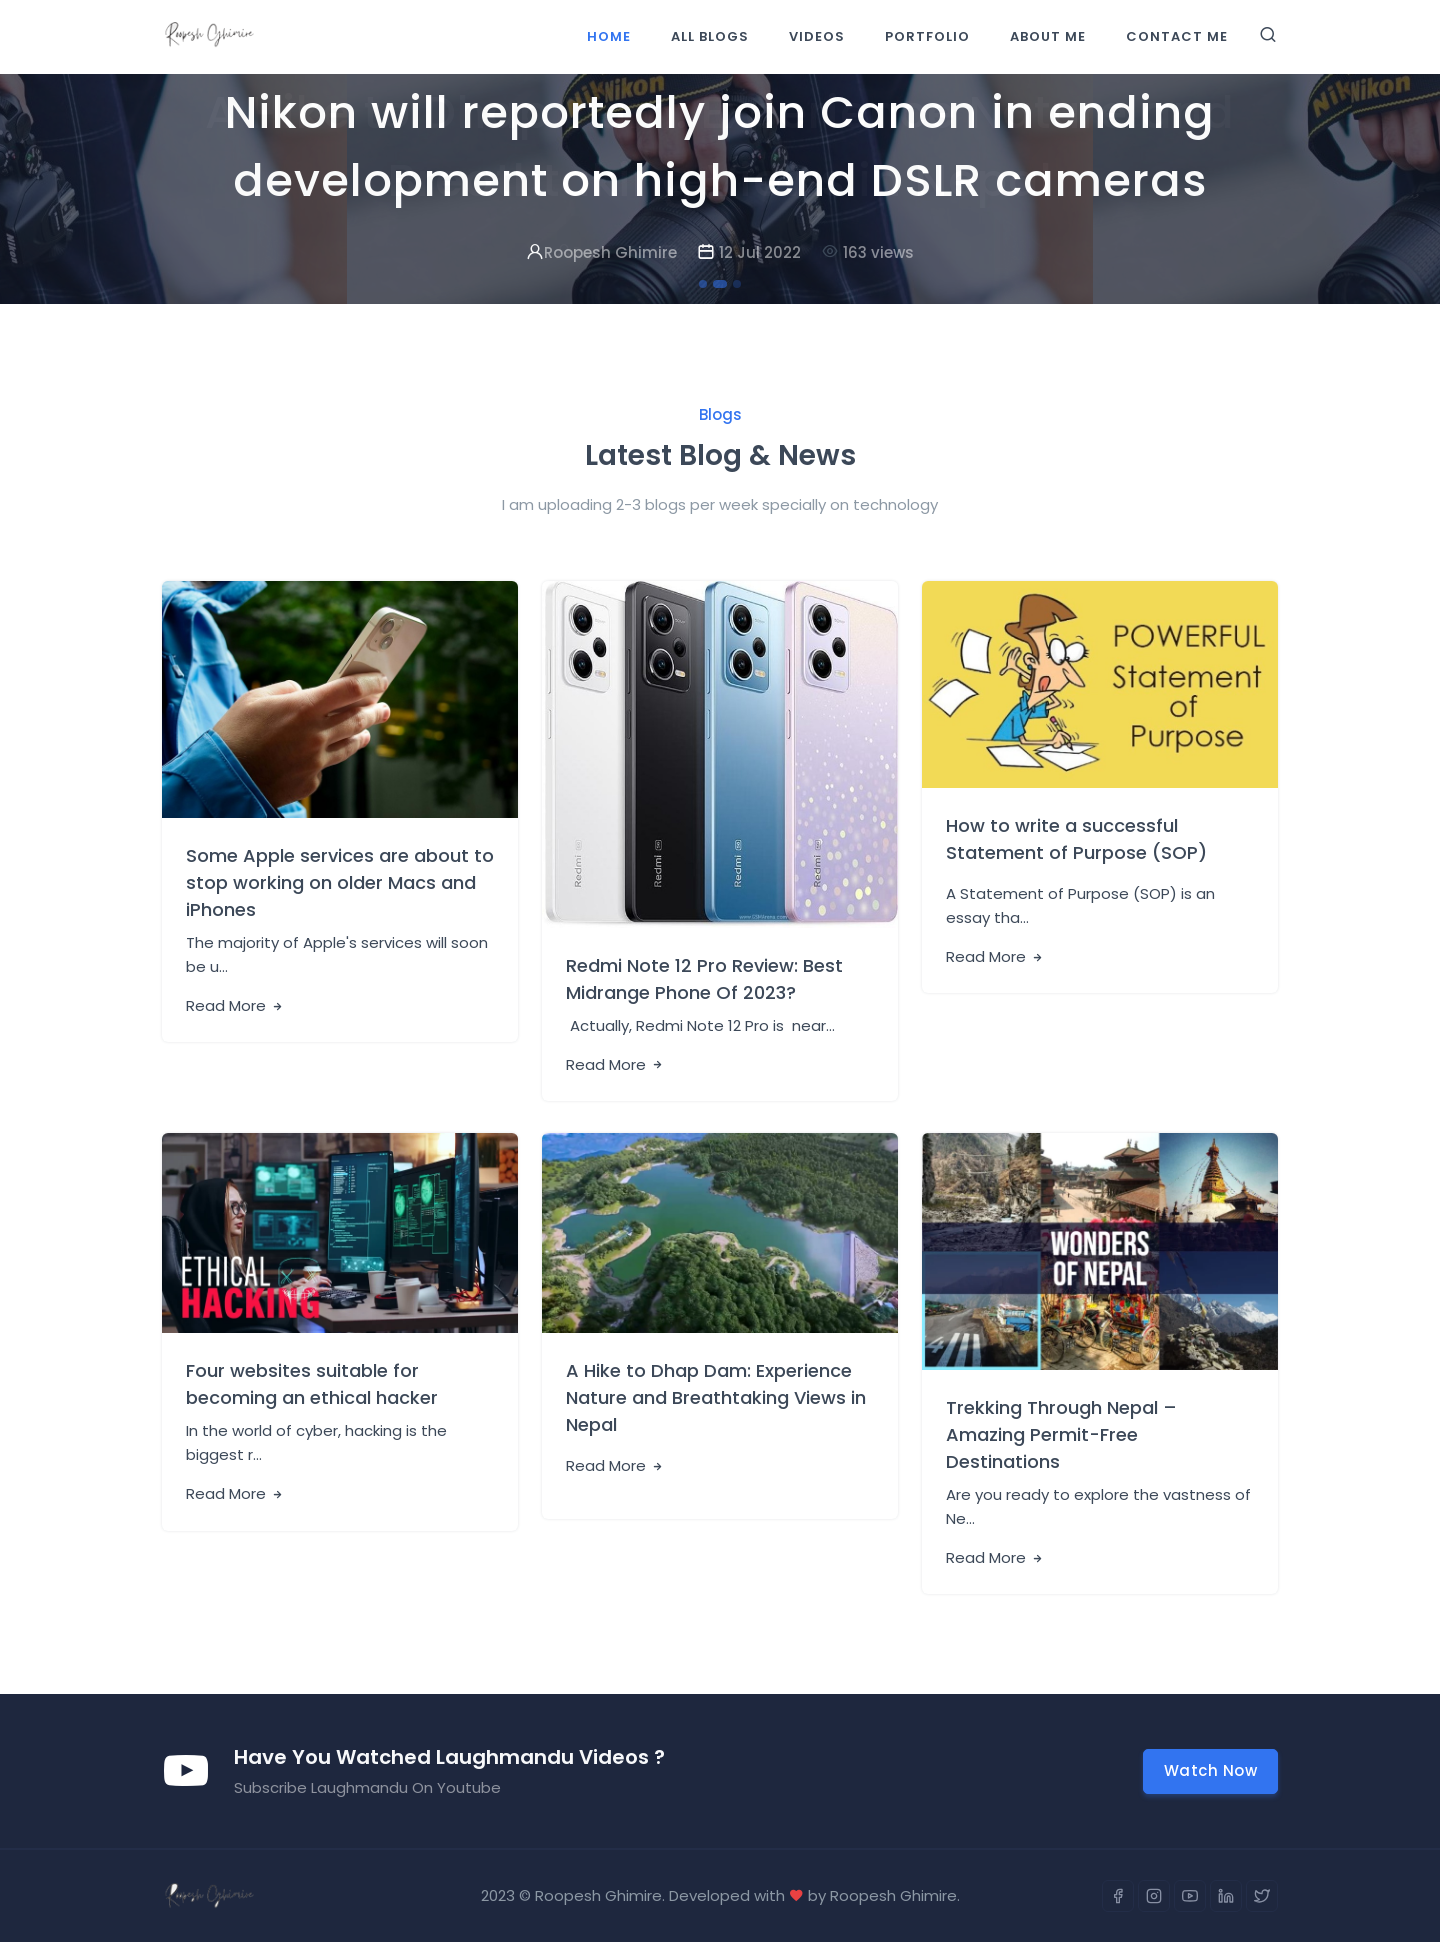 Roopesh Ghimire
HOME
ALL BLOGS
VIDEOS
PORTFOLIO
ABOUT ME
CONTACT ME
Nikon
Nikon
Nikon will reportedly join Canon in ending
development on high-end DSLR cameras
Roopesh Ghimire
12 Jul 2022
163 views
Blogs
Latest Blog & News
I am uploading 2-3 blogs per week specially on technology
Redmi
Redmi
Redmi
Redmi
POWERFUL
Statement
of
Purpose
Some Apple services are about to
stop working on older Macs and
iPhones
The majority of Apple's services will soon
be u...
Read More
Redmi Note 12 Pro Review: Best
Midrange Phone Of 2023?
Actually, Redmi Note 12 Pro is near...
Read More
How to write a successful
Statement of Purpose (SOP)
A Statement of Purpose (SOP) is an
essay tha...
Read More
ETHICAL
HACKING
WONDERS
OF NEPAL
Four websites suitable for
becoming an ethical hacker
In the world of cyber, hacking is the
biggest r...
Read More
A Hike to Dhap Dam: Experience
Nature and Breathtaking Views in
Nepal
Read More
Trekking Through Nepal –
Amazing Permit-Free
Destinations
Are you ready to explore the vastness of
Ne...
Read More
Have You Watched Laughmandu Videos ?
Subscribe Laughmandu On Youtube
Watch Now
Roopesh Ghimire
2023 © Roopesh Ghimire. Developed with ♥ by Roopesh Ghimire.